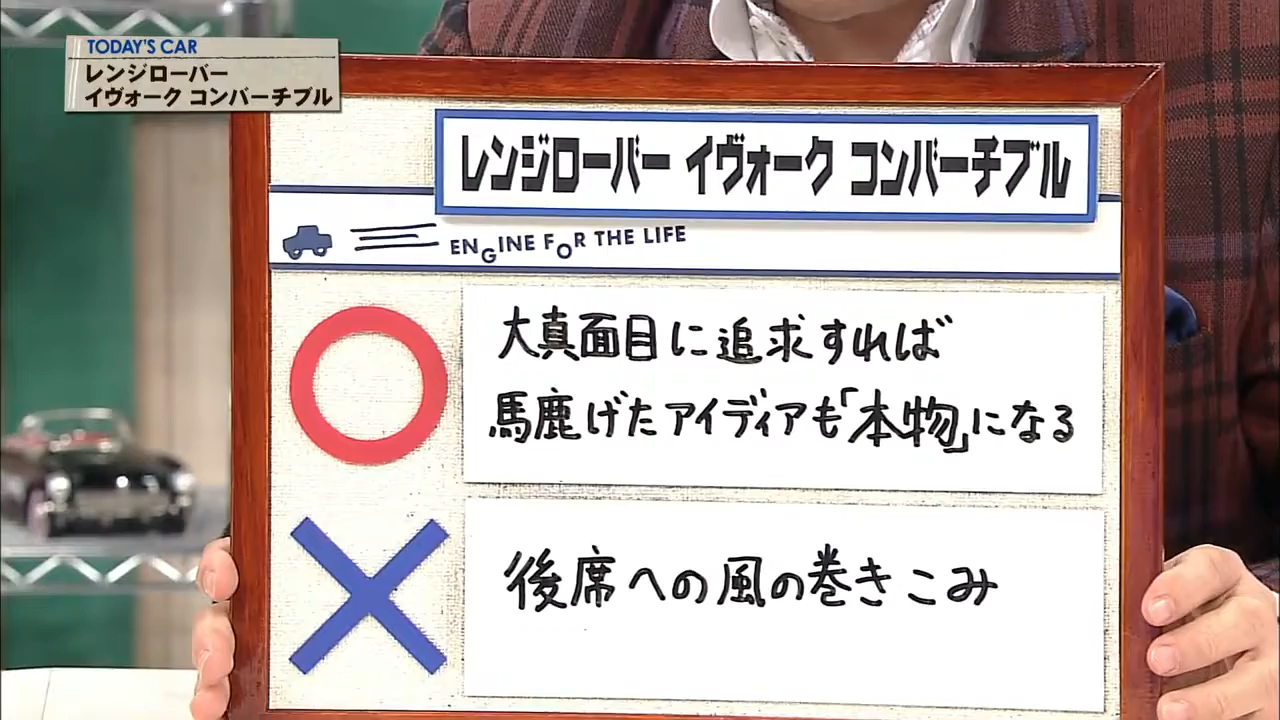 TODAY'S CAR
レンジローバー
イヴォーク コンバーチブル
レンジローバー イヴォーク コンバーチブル
ENGINE FOR THE LIFE
大真面目に追求すれば
馬鹿げたアイディアも「本物」になる
後席への風の巻きこみ